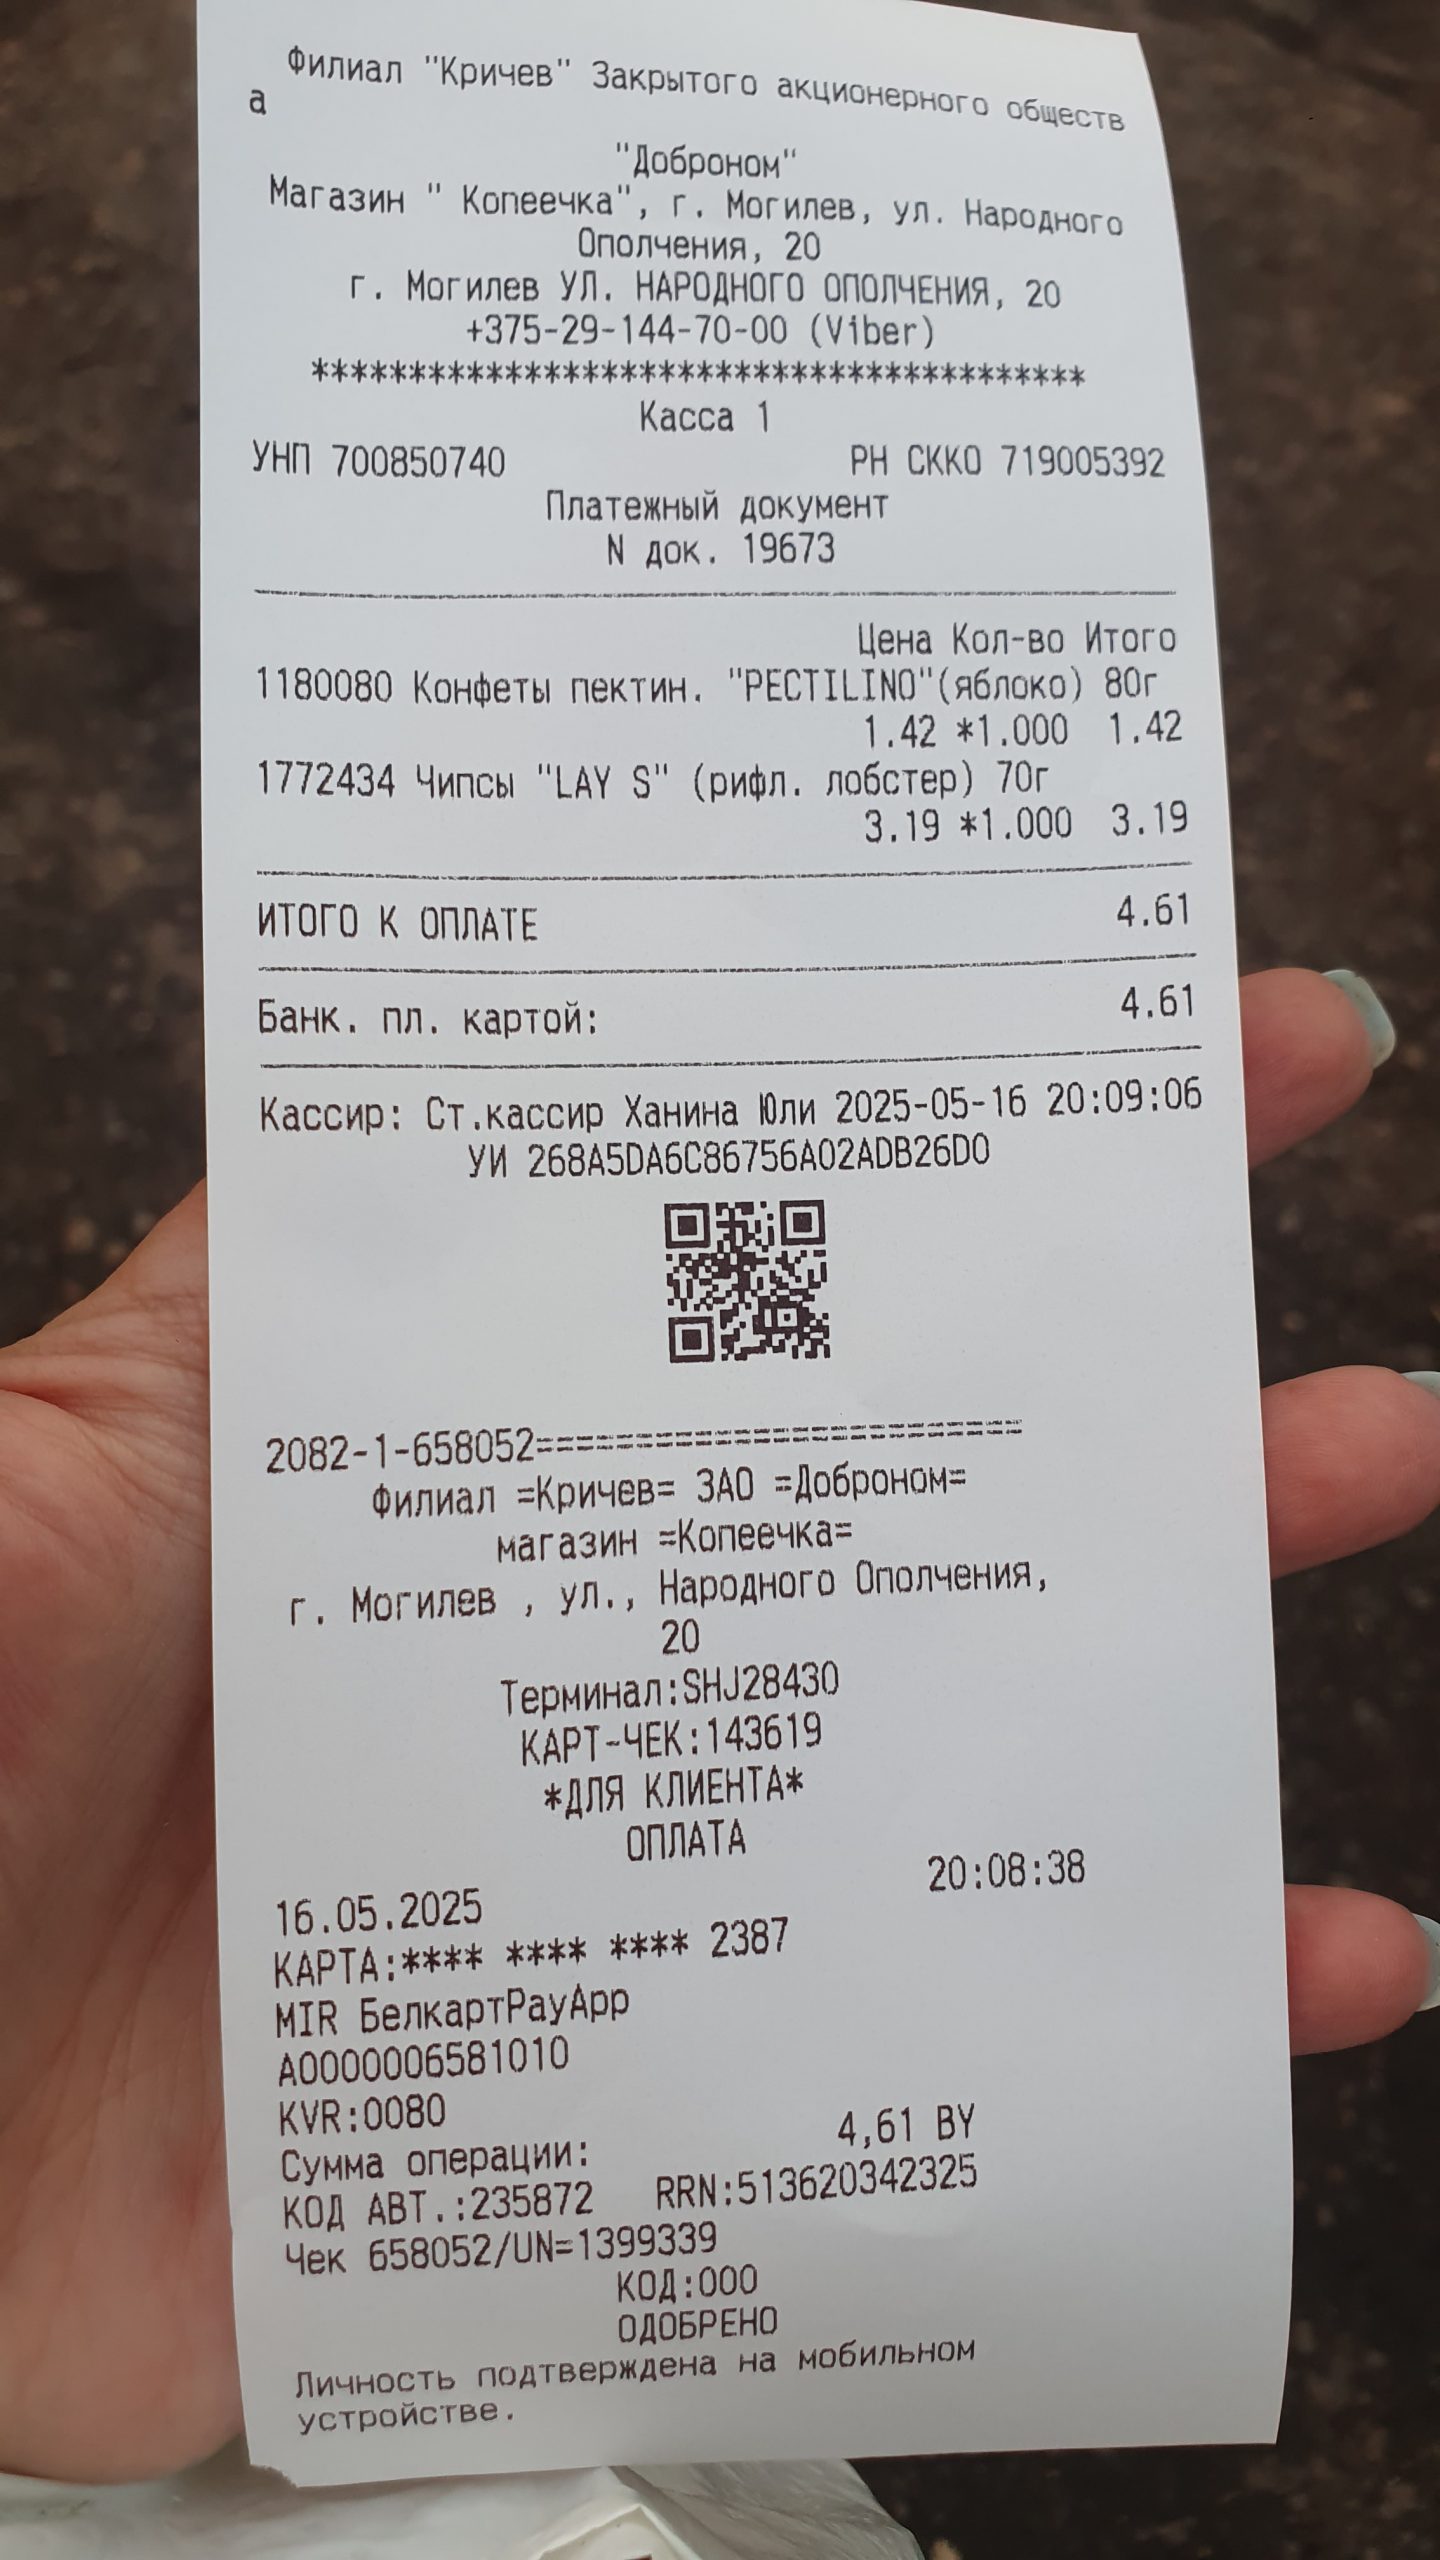 Филиал "Кричев" Закрытого акционерного обществ
а
"Доброном"
Магазин " Копеечка", г. Могилев, ул. Народного
Ополчения, 20
г. Могилев УЛ. НАРОДНОГО ОПОЛЧЕНИЯ, 20
+375-29-144-70-00 (Viber)
****************************************
Касса 1
УНП 700850740 РН СККО 719005392
Платежный документ
N док. 19673
Цена Кол-во Итого
1180080 Конфеты пектин. "PECTILINO"(яблоко) 80г
1.42 *1.000 1.42
1772434 Чипсы "LAY S" (рифл. лобстер) 70г
3.19 *1.000 3.19
ИТОГО К ОПЛАТЕ 4.61
Банк. пл. картой: 4.61
Кассир: Ст.кассир Ханина Юли 2025-05-16 20:09:06
УИ 268A5DA6C86756A02ADB26D0
2082-1-658052=========================
Филиал =Кричев= ЗАО =Доброном=
магазин =Копеечка=
г. Могилев , ул., Народного Ополчения,
20
Терминал:SHJ28430
КАРТ-ЧЕК:143619
*ДЛЯ КЛИЕНТА*
ОПЛАТА
16.05.2025 20:08:38
КАРТА:**** **** **** 2387
MIR БелкартPayApp
A0000006581010
KVR:0080
Сумма операции: 4,61 BY
КОД АВТ.:235872 RRN:513620342325
Чек 658052/UN=1399339
КОД:000
ОДОБРЕНО
Личность подтверждена на мобильном
устройстве.